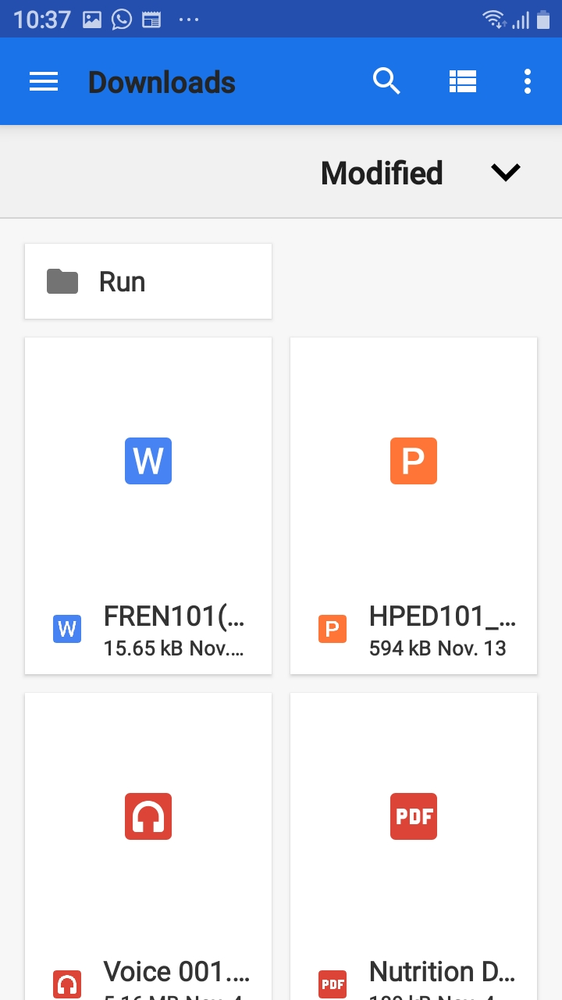 10:37
Downloads
Modified
Run
W
P
W FREN101(...
15.65 kB Nov....
P HPED101_...
594 kB Nov. 13
PDF
Voice 001....
PDF Nutrition D...